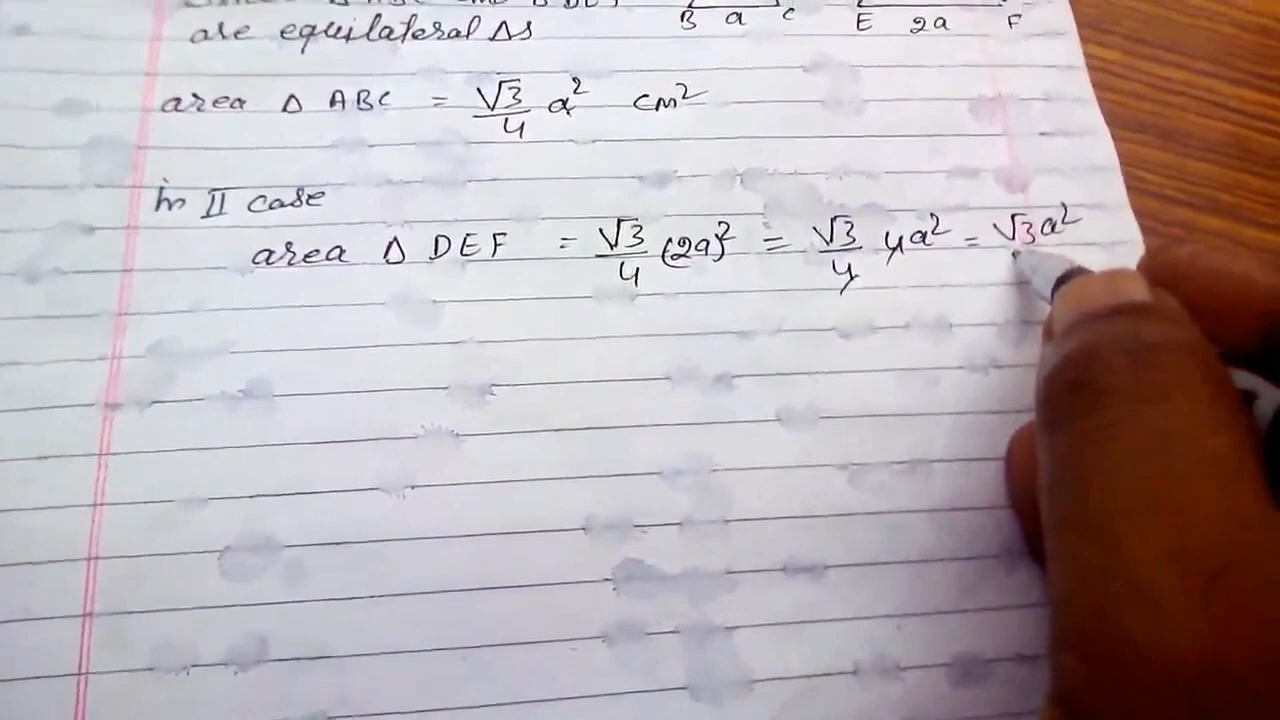 B a C E 2a F
are equilateral Δs
area Δ ABC = √3/4 a² cm²
In II case
area Δ DEF = √3/4 (2a)² = √3/4 4a² = √3a²